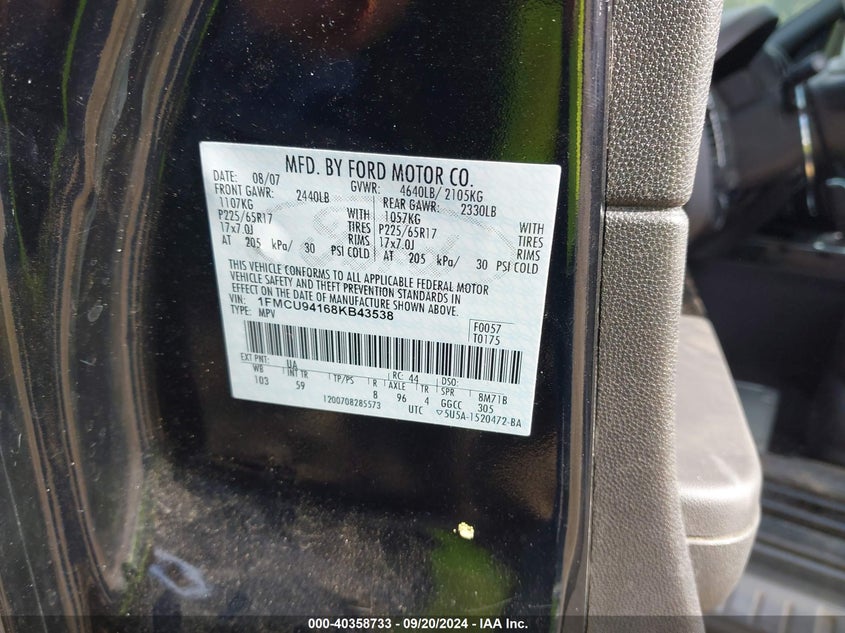 MFD. BY FORD MOTOR CO.
DATE: 08/07 GVWR: 4640LB/ 2105KG
FRONT GAWR: 2440LB REAR GAWR: 2330LB
1107KG WITH 1057KG WITH
P225/65R17 TIRES P225/65R17 TIRES
17x7.0J RIMS 17x7.0J RIMS
AT 205 kPa/ 30 PSI COLD AT 205 kPa/ 30 PSI COLD
THIS VEHICLE CONFORMS TO ALL APPLICABLE FEDERAL MOTOR
VEHICLE SAFETY AND THEFT PREVENTION STANDARDS IN
EFFECT ON THE DATE OF MANUFACTURE SHOWN ABOVE.
VIN: 1FMCU94168KB43538
TYPE: MPV
F0057
T0175
EXT PNT: UA RC: 44 DSO:
WB INT TR TP/PS R AXLE TR SPR 8M71B
103 59 8 96 4 GGCC 305
1200708285573 UTC ▽5U5A-1520472-BA
000-40358733 - 09/20/2024 - IAA Inc.